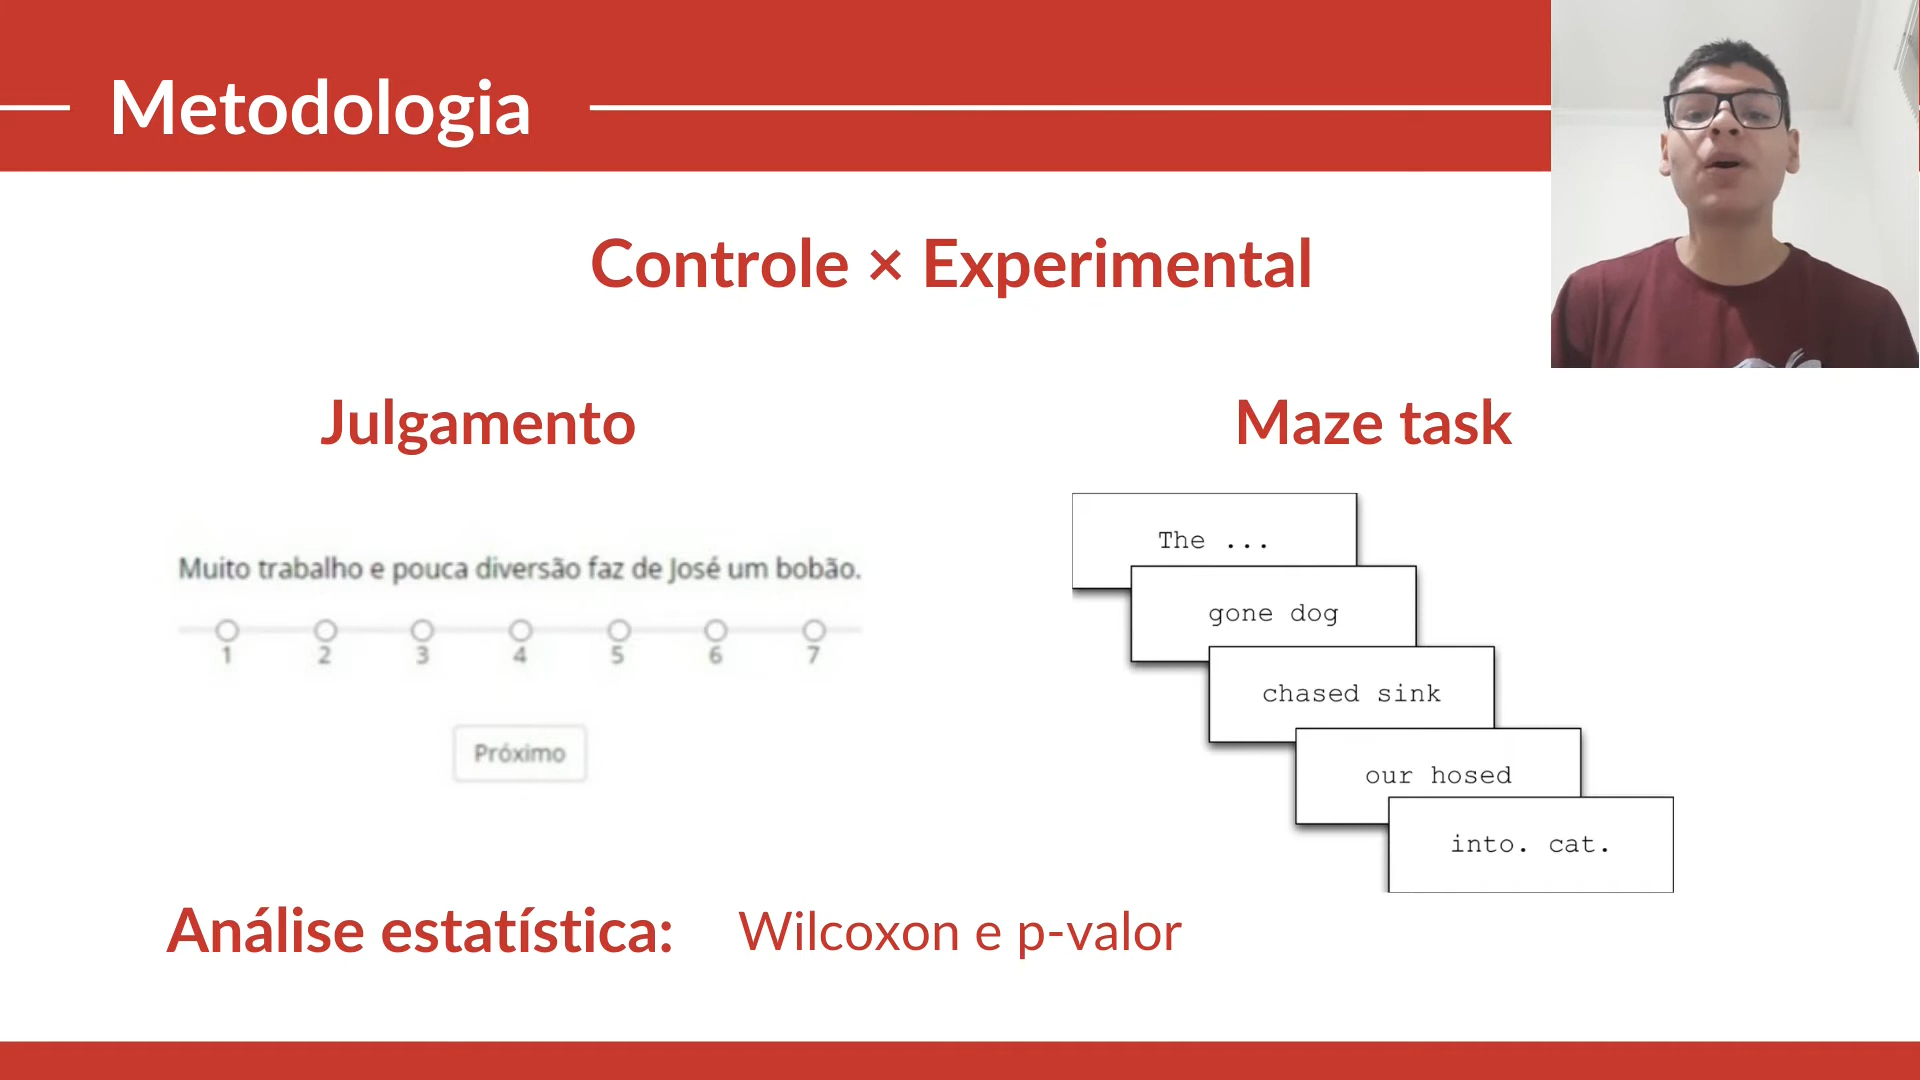 Metodologia
Controle × Experimental
Julgamento
Muito trabalho e pouca diversão faz de José um bobão.
1 2 3 4 5 6 7
Próximo
Maze task
The ...
gone dog
chased sink
our hosed
into. cat.
Análise estatística: Wilcoxon e p-valor